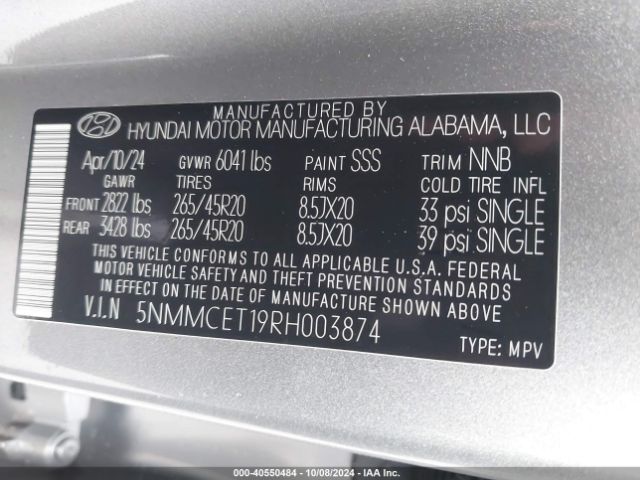 MANUFACTURED BY
HYUNDAI MOTOR MANUFACTURING ALABAMA, LLC
Apr/10/24 GVWR 6041 lbs PAINT SSS TRIM NNB
GAWR TIRES RIMS COLD TIRE INFL
FRONT 2822 lbs 265/45R20 8.5JX20 33 psi SINGLE
REAR 3428 lbs 265/45R20 8.5JX20 39 psi SINGLE
THIS VEHICLE CONFORMS TO ALL APPLICABLE U.S.A. FEDERAL
MOTOR VEHICLE SAFETY AND THEFT PREVENTION STANDARDS
IN EFFECT ON THE DATE OF MANUFACTURE SHOWN ABOVE
V.I.N 5NMMCET19RH003874
TYPE: MPV
000-40550484 - 10/08/2024 - IAA Inc.